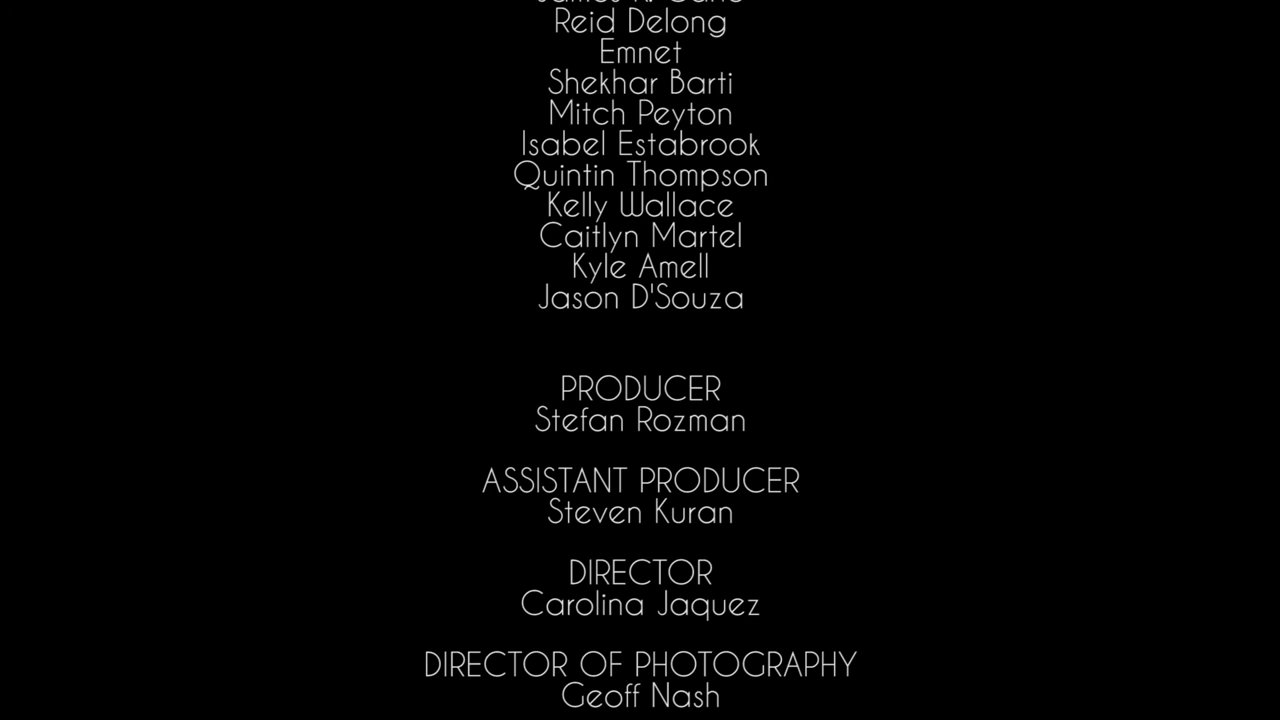 Reid Delong
Emnet
Shekhar Barti
Mitch Peyton
Isabel Estabrook
Quintin Thompson
Kelly Wallace
Caitlyn Martel
Kyle Amell
Jason D'Souza
PRODUCER
Stefan Rozman
ASSISTANT PRODUCER
Steven Kuran
DIRECTOR
Carolina Jaquez
DIRECTOR OF PHOTOGRAPHY
Geoff Nash